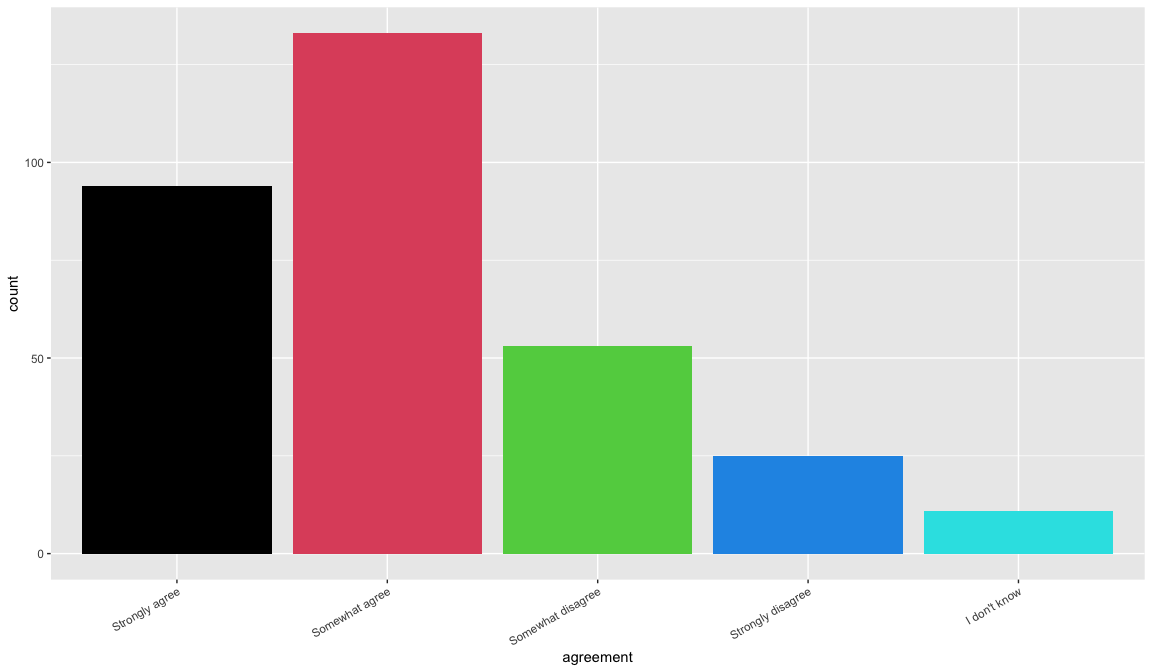 count
100
50
0
Strongly agree
Somewhat agree
Somewhat disagree
Strongly disagree
I don't know
agreement